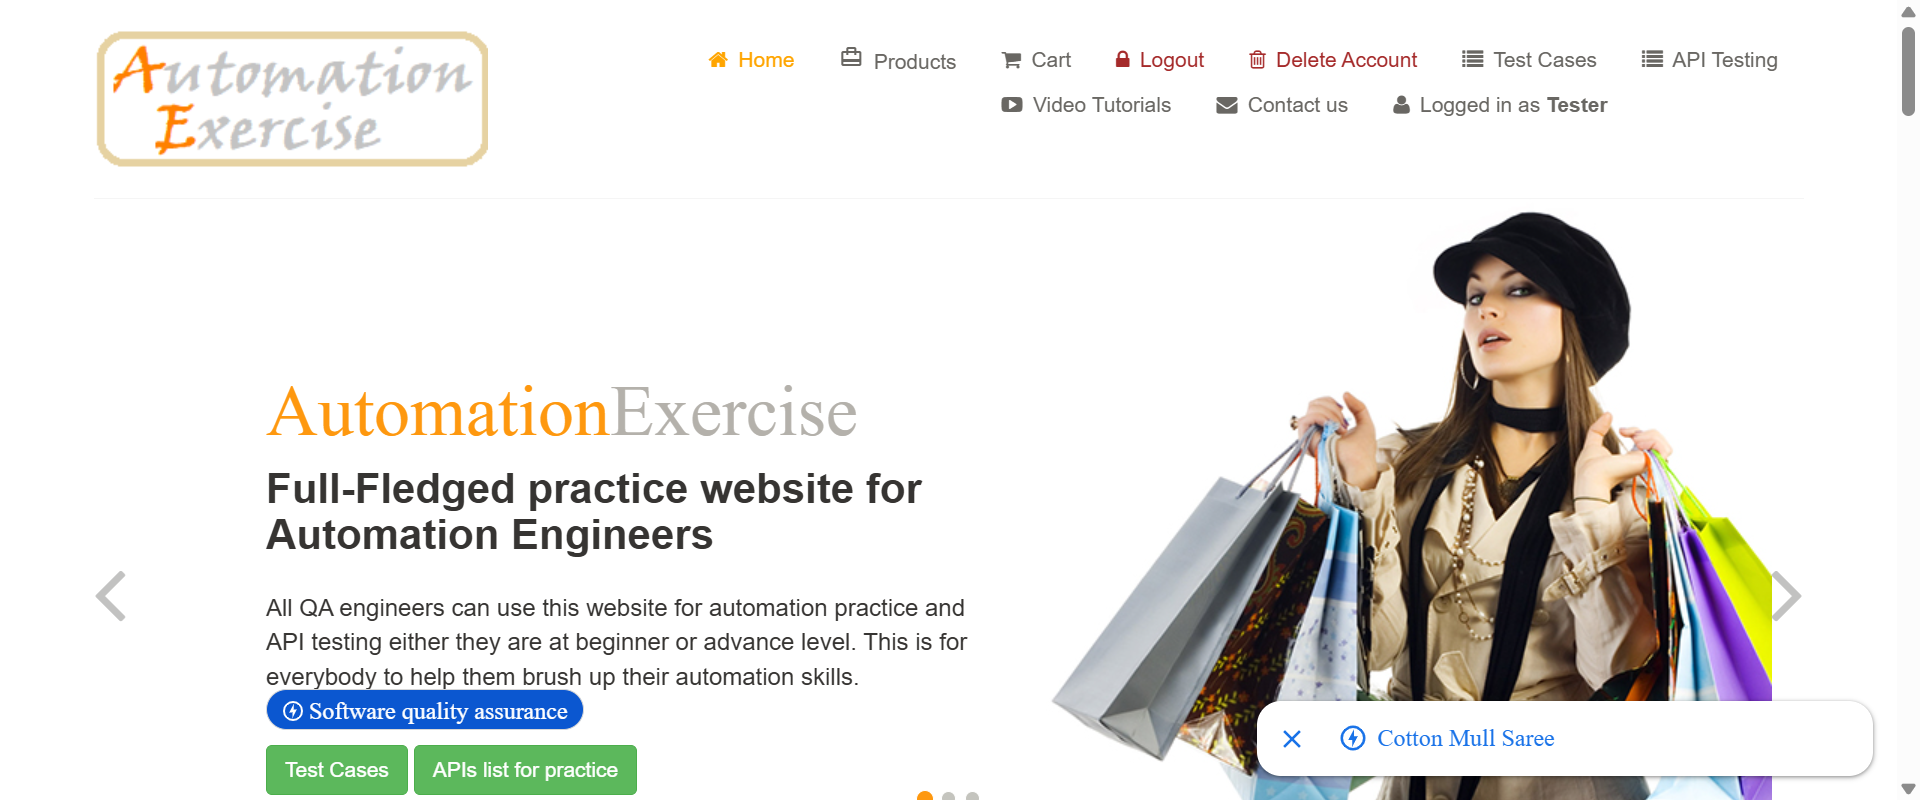 Automation
Exercise
Home
Products
Cart
Logout
Delete Account
Test Cases
API Testing
Video Tutorials
Contact us
Logged in as Tester
AutomationExercise
Full-Fledged practice website for
Automation Engineers
All QA engineers can use this website for automation practice and
API testing either they are at beginner or advance level. This is for
everybody to help them brush up their automation skills.
Software quality assurance
Test Cases
APIs list for practice
Cotton Mull Saree